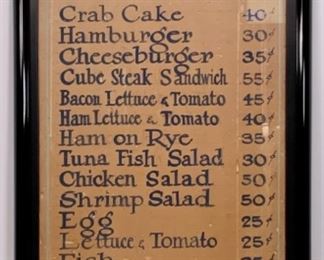 Crab Cake 40¢
Hamburger 30¢
Cheeseburger 35¢
Cube Steak Sandwich 55¢
Bacon Lettuce & Tomato 45¢
Ham Lettuce & Tomato 40¢
Ham on Rye 35¢
Tuna Fish Salad 30¢
Chicken Salad 50¢
Shrimp Salad 50¢
Egg 25¢
Lettuce & Tomato 25¢
Fish